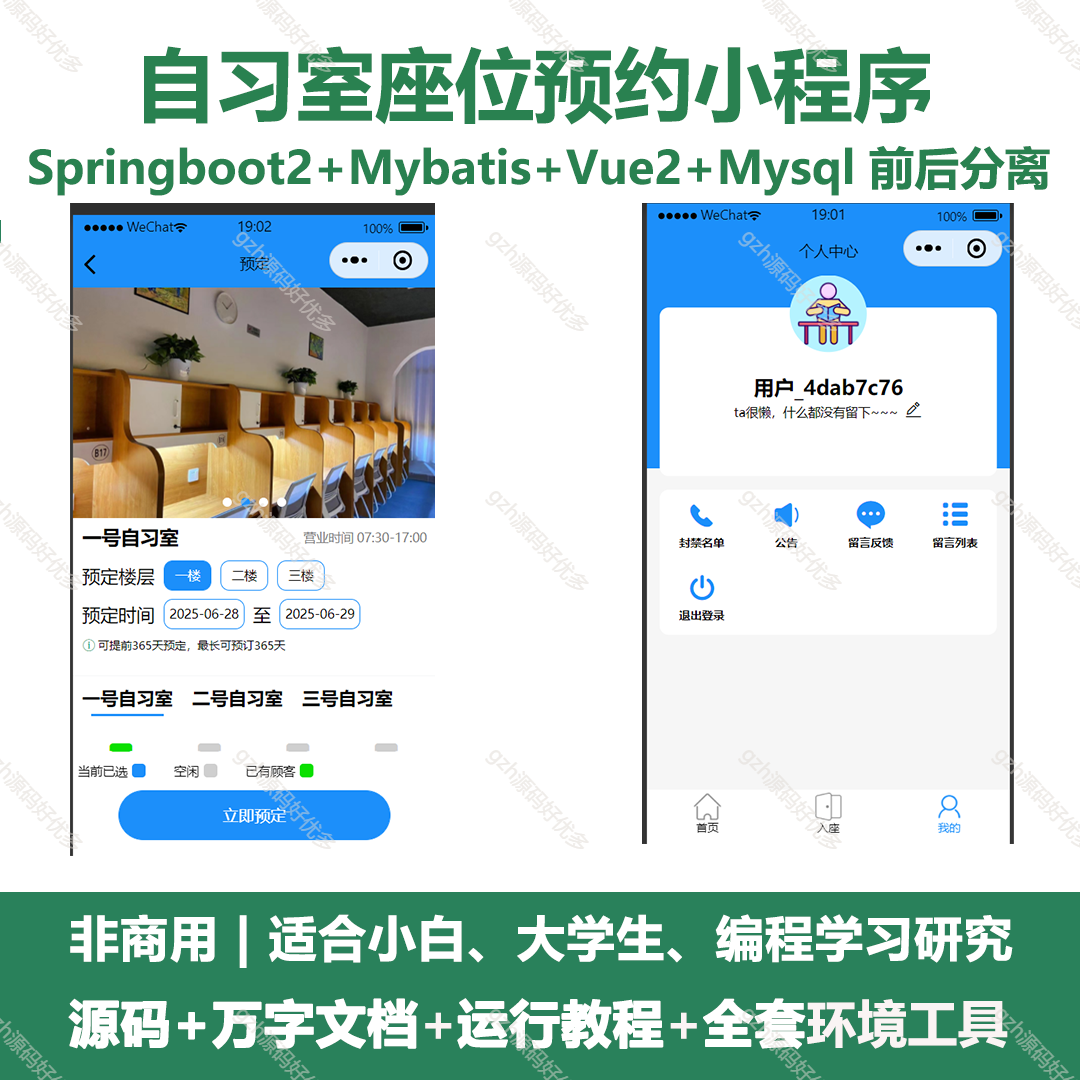 自习室座位预约小程序
Springboot2+Mybatis+Vue2+Mysql 前后分离
WeChat 19:02 100%
预定
B17
一号自习室 营业时间 07:30-17:00
预定楼层 一楼 二楼 三楼
预定时间 2025-06-28 至 2025-06-29
可提前365天预定，最长可预订365天
一号自习室 二号自习室 三号自习室
当前已选 空闲 已有顾客
立即预定
WeChat 19:01 100%
个人中心
用户_4dab7c76
ta很懒，什么都没有留下~~~
封禁名单 公告 留言反馈 留言列表
退出登录
首页 入座 我的
非商用｜适合小白、大学生、编程学习研究
源码+万字文档+运行教程+全套环境工具
gzh源码好优多